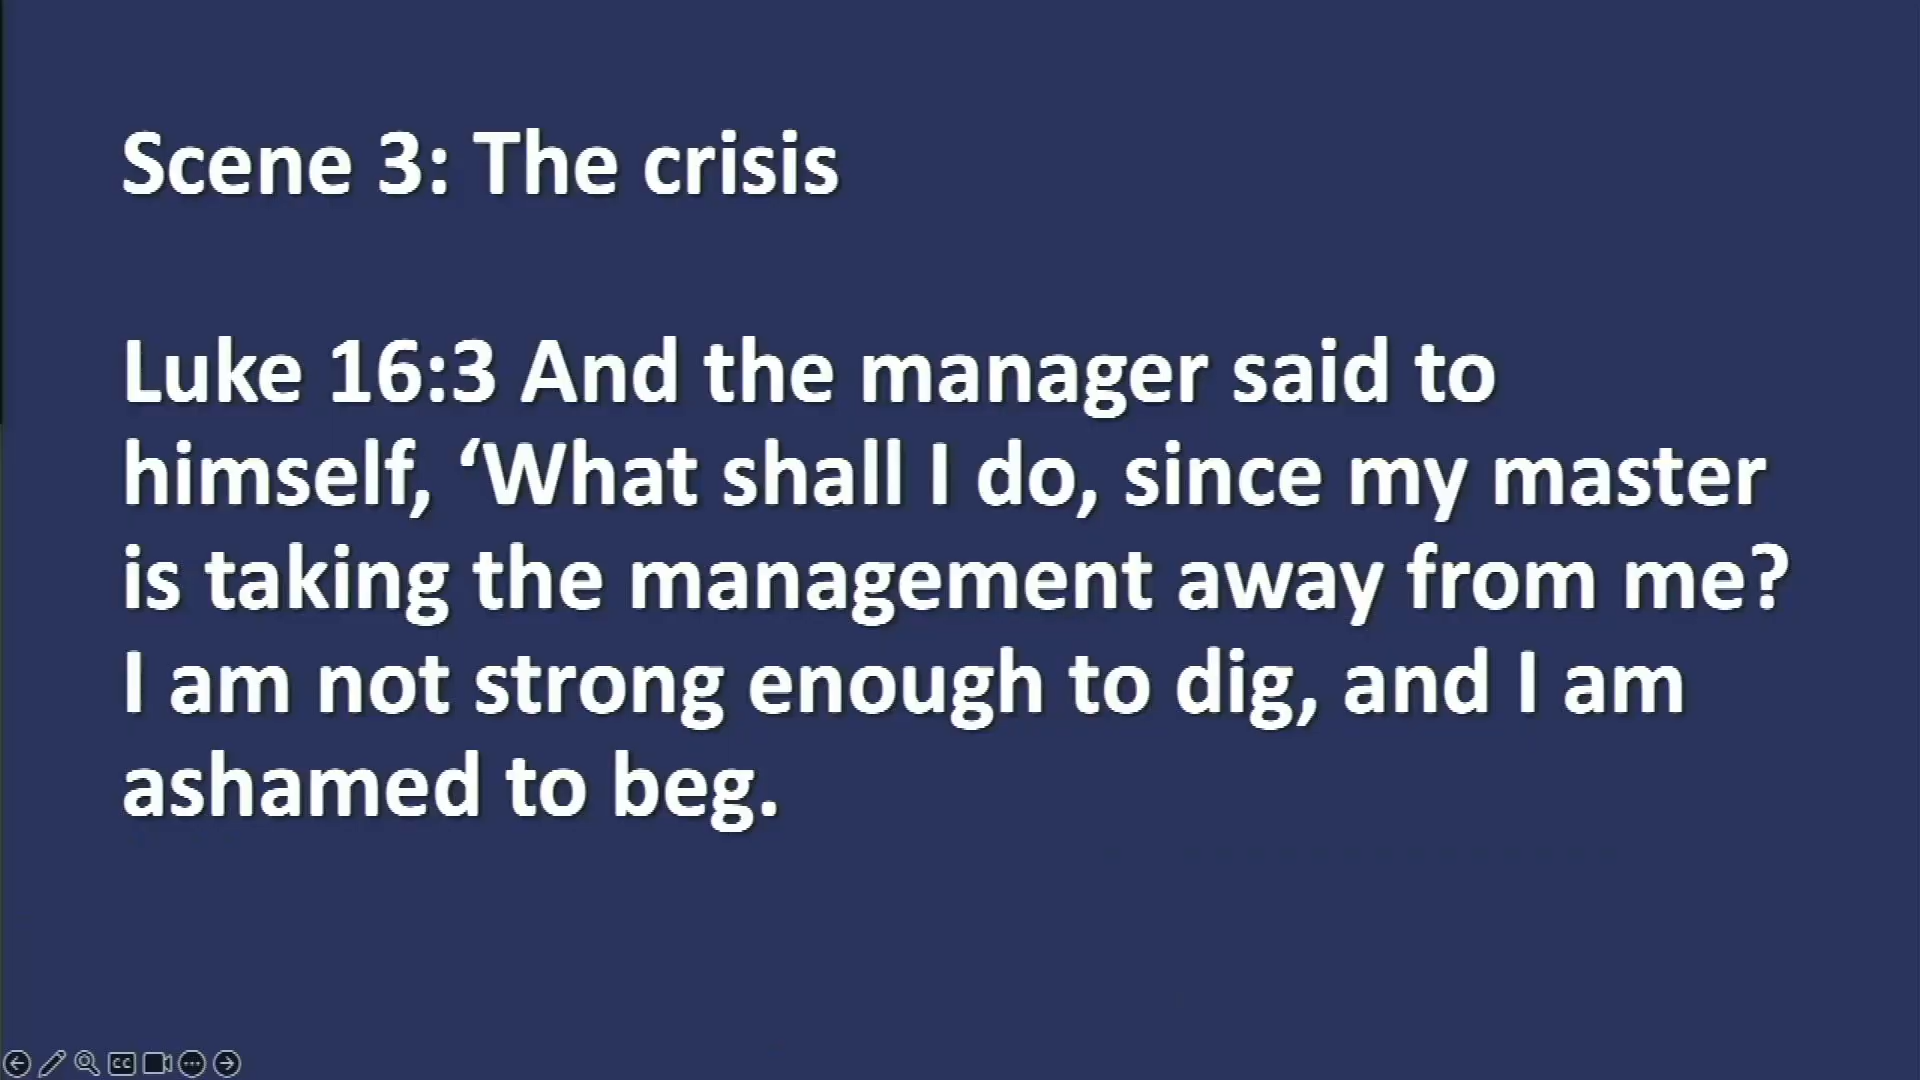 Scene 3: The crisis
Luke 16:3 And the manager said to
himself, ‘What shall I do, since my master
is taking the management away from me?
I am not strong enough to dig, and I am
ashamed to beg.
CC